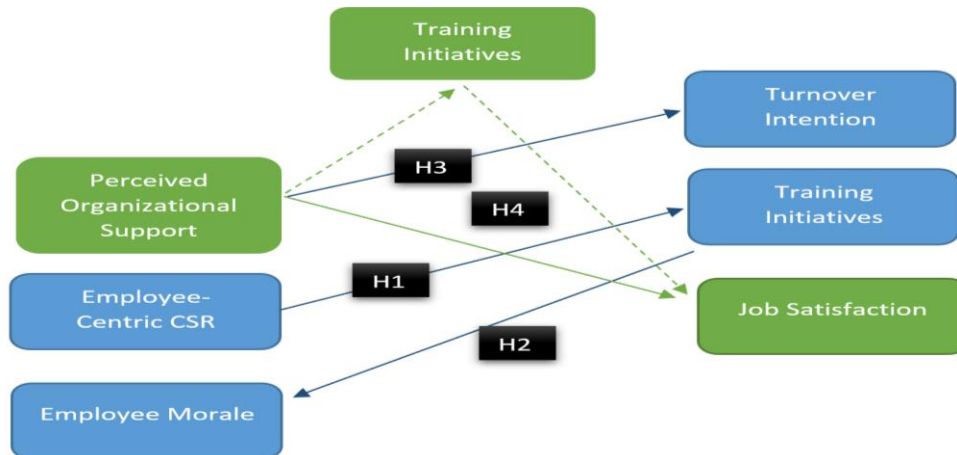 Training
Initiatives
Turnover
Intention
H3
Perceived
Organizational
Support
H4
Training
Initiatives
H1
Employee-
Centric CSR
Job Satisfaction
H2
Employee Morale